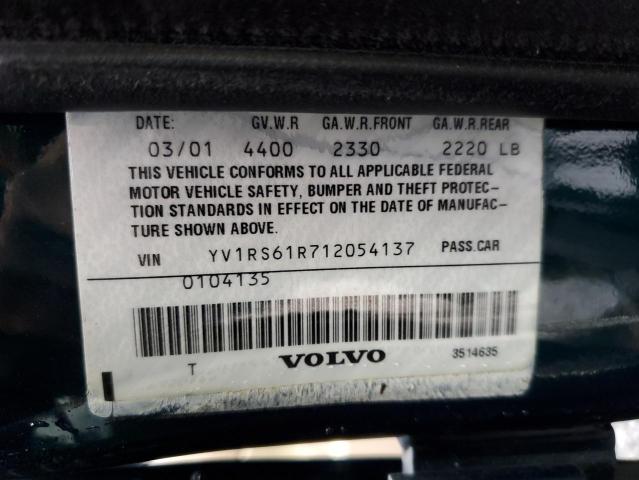 DATE: GV.W.R GA.W.R.FRONT GA.W.R.REAR
03/01 4400 2330 2220 LB
THIS VEHICLE CONFORMS TO ALL APPLICABLE FEDERAL
MOTOR VEHICLE SAFETY, BUMPER AND THEFT PROTEC-
TION STANDARDS IN EFFECT ON THE DATE OF MANUFAC-
TURE SHOWN ABOVE.
VIN YV1RS61R712054137 PASS.CAR
0104135
T VOLVO 3514635